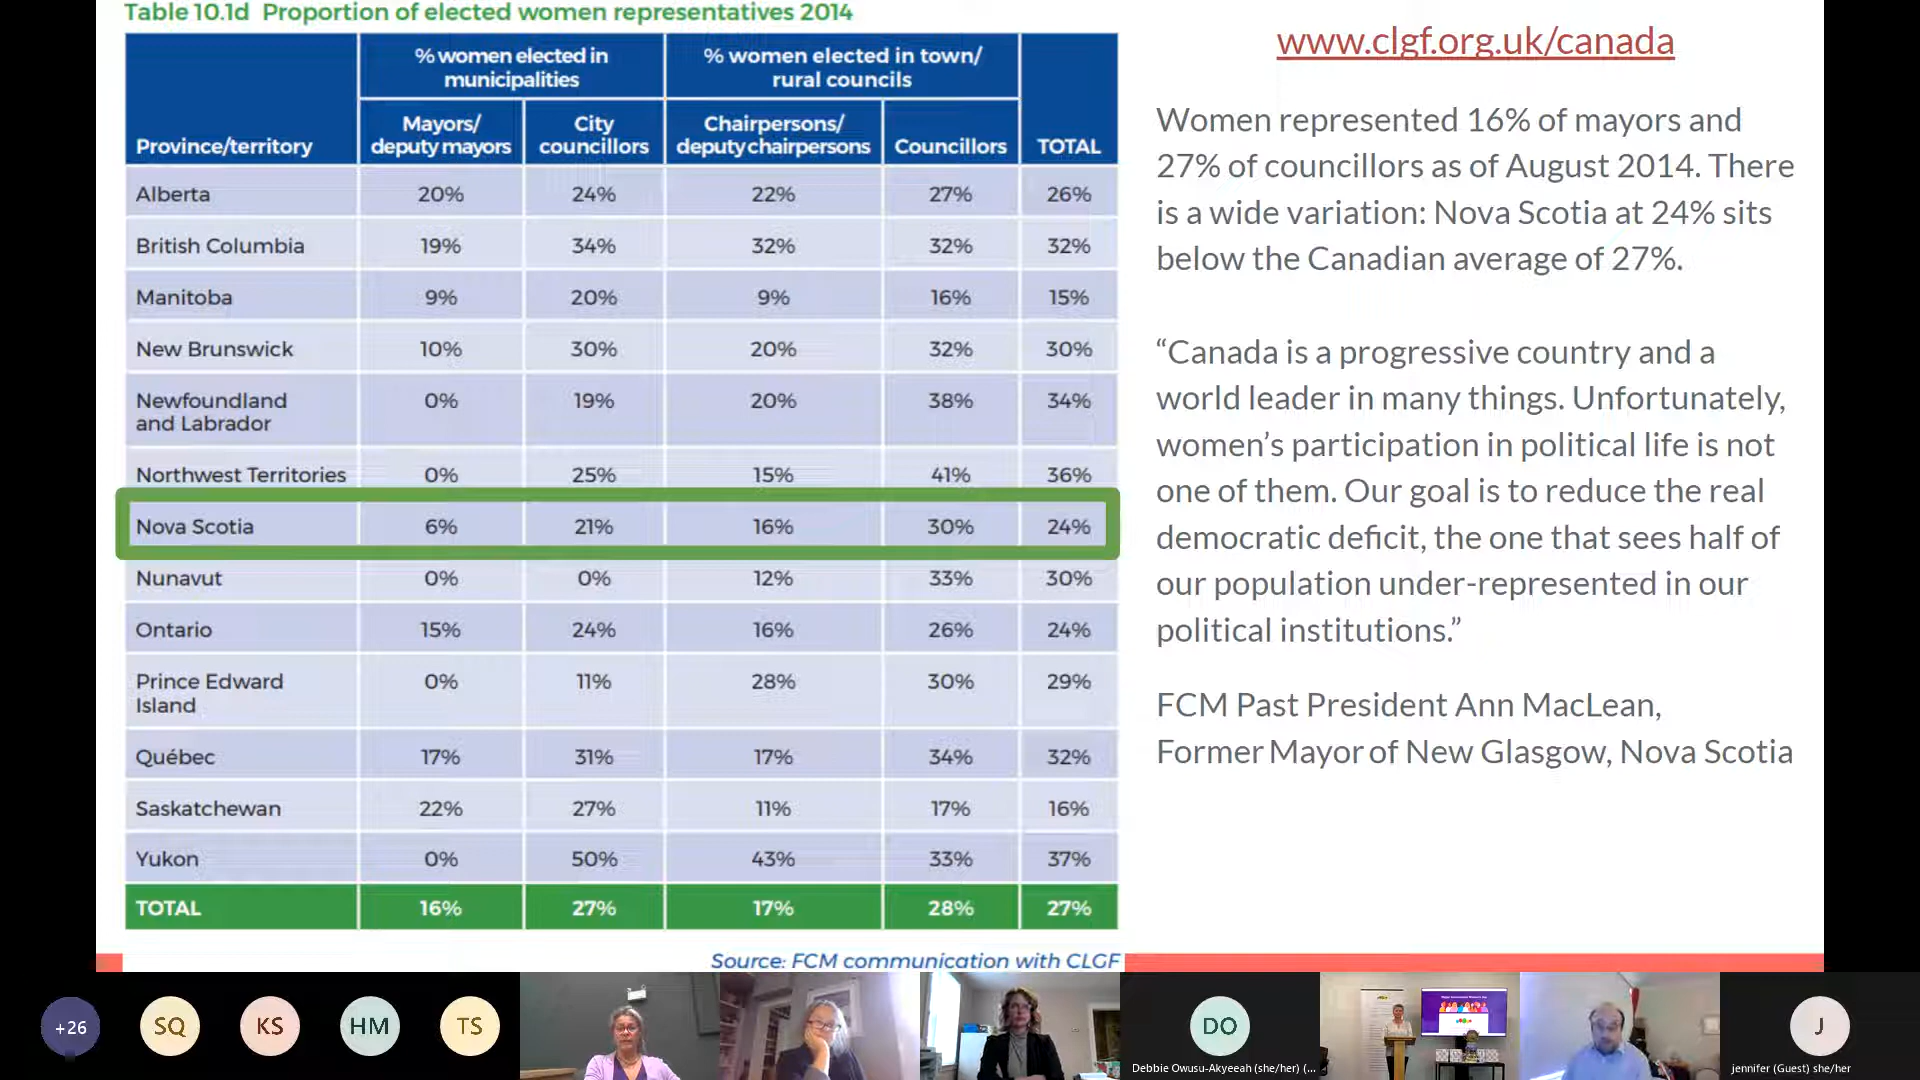 Table 10.1d Proportion of elected women representatives 2014
% women elected in municipalities % women elected in town/ rural councils
Province/territory Mayors/ deputy mayors City councillors Chairpersons/ deputy chairpersons Councillors TOTAL
Alberta 20% 24% 22% 27% 26%
British Columbia 19% 34% 32% 32% 32%
Manitoba 9% 20% 9% 16% 15%
New Brunswick 10% 30% 20% 32% 30%
Newfoundland and Labrador 0% 19% 20% 38% 34%
Northwest Territories 0% 25% 15% 41% 36%
Nova Scotia 6% 21% 16% 30% 24%
Nunavut 0% 0% 12% 33% 30%
Ontario 15% 24% 16% 26% 24%
Prince Edward Island 0% 11% 28% 30% 29%
Québec 17% 31% 17% 34% 32%
Saskatchewan 22% 27% 11% 17% 16%
Yukon 0% 50% 43% 33% 37%
TOTAL 16% 27% 17% 28% 27%
Source: FCM communication with CLGF
www.clgf.org.uk/canada
Women represented 16% of mayors and
27% of councillors as of August 2014. There
is a wide variation: Nova Scotia at 24% sits
below the Canadian average of 27%.
“Canada is a progressive country and a
world leader in many things. Unfortunately,
women’s participation in political life is not
one of them. Our goal is to reduce the real
democratic deficit, the one that sees half of
our population under-represented in our
political institutions.”
FCM Past President Ann MacLean,
Former Mayor of New Glasgow, Nova Scotia
+26 SQ KS HM TS DO J
Debbie Owusu-Akyeeah (she/her) (...
jennifer (Guest) she/her